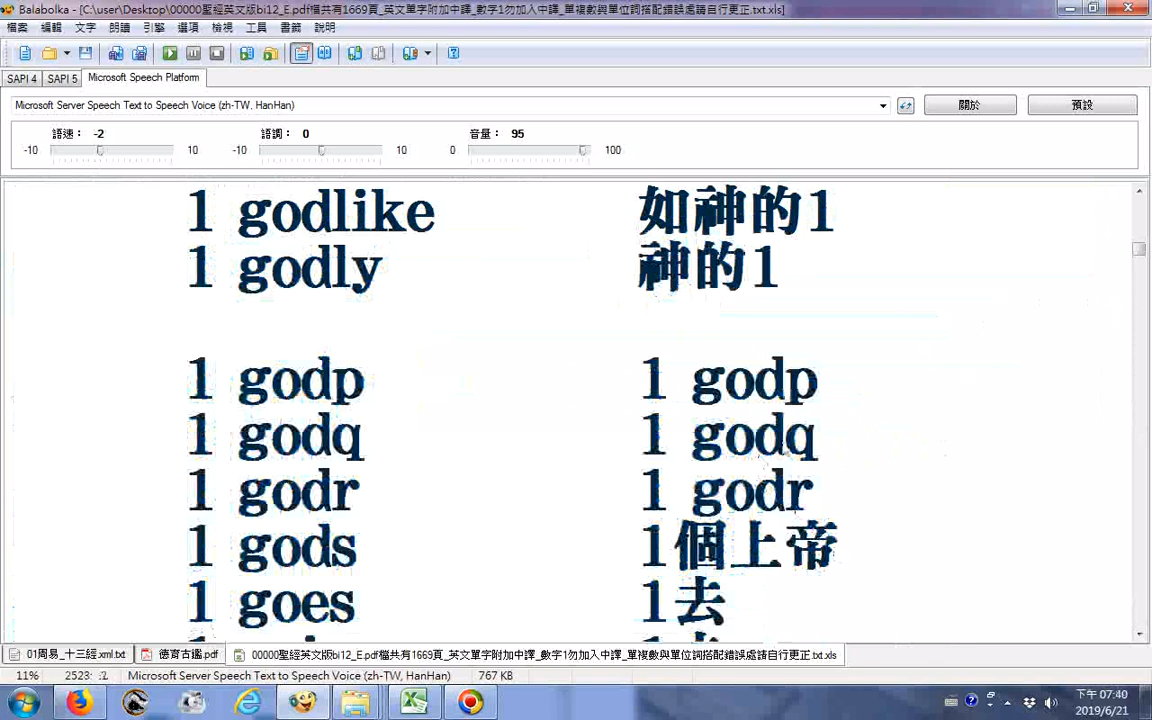 Balabolka - [C:\user\Desktop\00000聖經英文版bi12_E.pdf檔共有1669頁_英文單字附加中譯_數字1勿加入中譯_單複數與單位詞搭配錯誤處請自行更正.txt.xls]
檔案 編輯 文字 朗讀 引擎 選項 檢視 工具 書籤 說明
SAPI 4 SAPI 5 Microsoft Speech Platform
Microsoft Server Speech Text to Speech Voice (zh-TW, HanHan) 關於 預設
語速： -2 語調： 0 音量： 95
-10 10 -10 10 0 100
1 godlike 如神的1
1 godly 神的1
1 godp 1 godp
1 godq 1 godq
1 godr 1 godr
1 gods 1個上帝
1 goes 1去
01周易_十三經.xml.txt 德育古鑑.pdf 00000聖經英文版bi12_E.pdf檔共有1669頁_英文單字附加中譯_數字1勿加入中譯_單複數與單位詞搭配錯誤處請自行更正.txt.xls
11% 2523: :1 Microsoft Server Speech Text to Speech Voice (zh-TW, HanHan) 767 KB
下午 07:40
2019/6/21